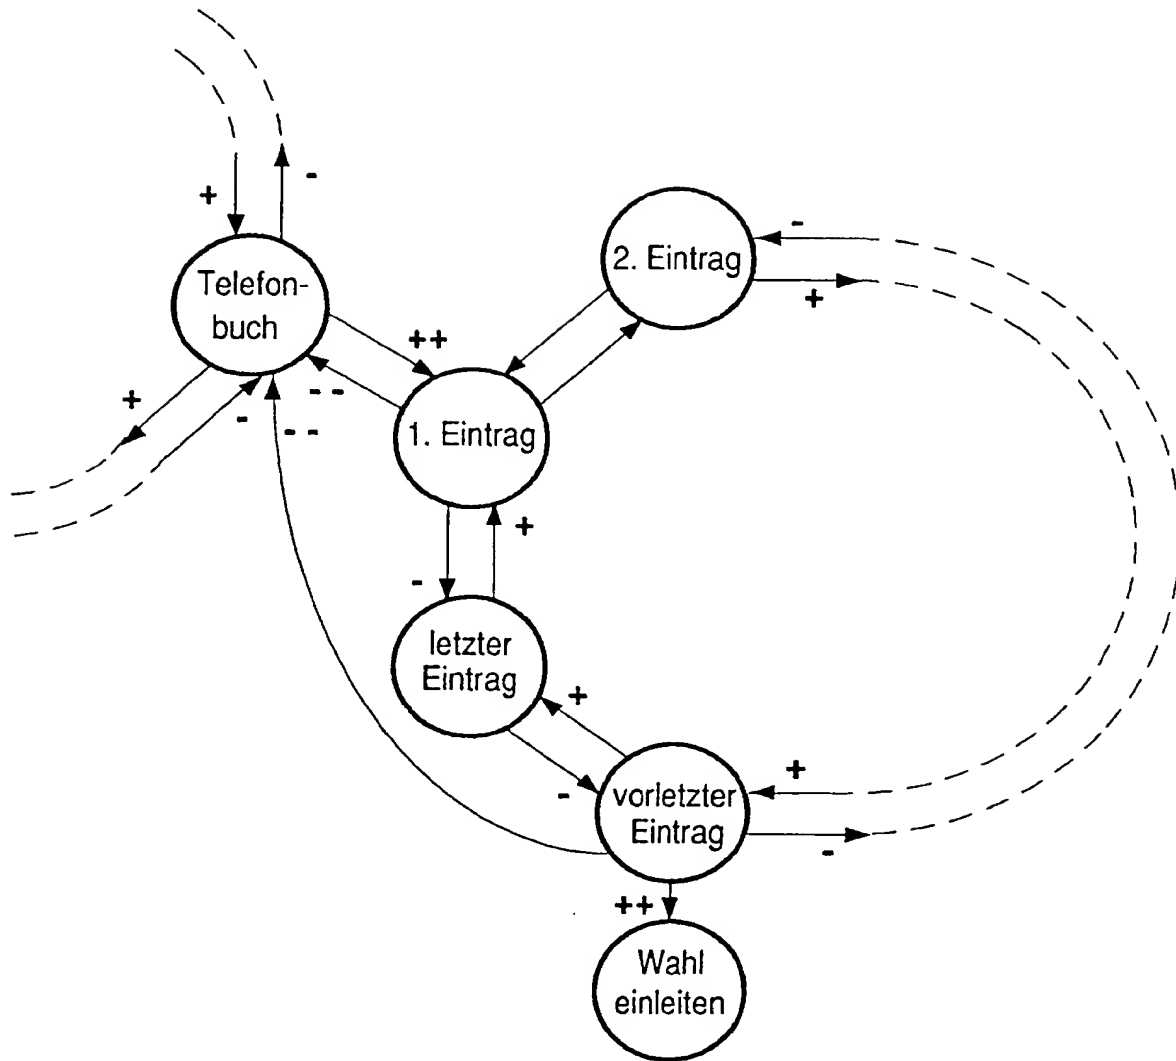 +
-
2. Eintrag
-
+
Telefon-
buch
++
--
+
-
--
1. Eintrag
-
+
letzter
Eintrag
+
-
vorletzter
Eintrag
+
-
++
Wahl
einleiten